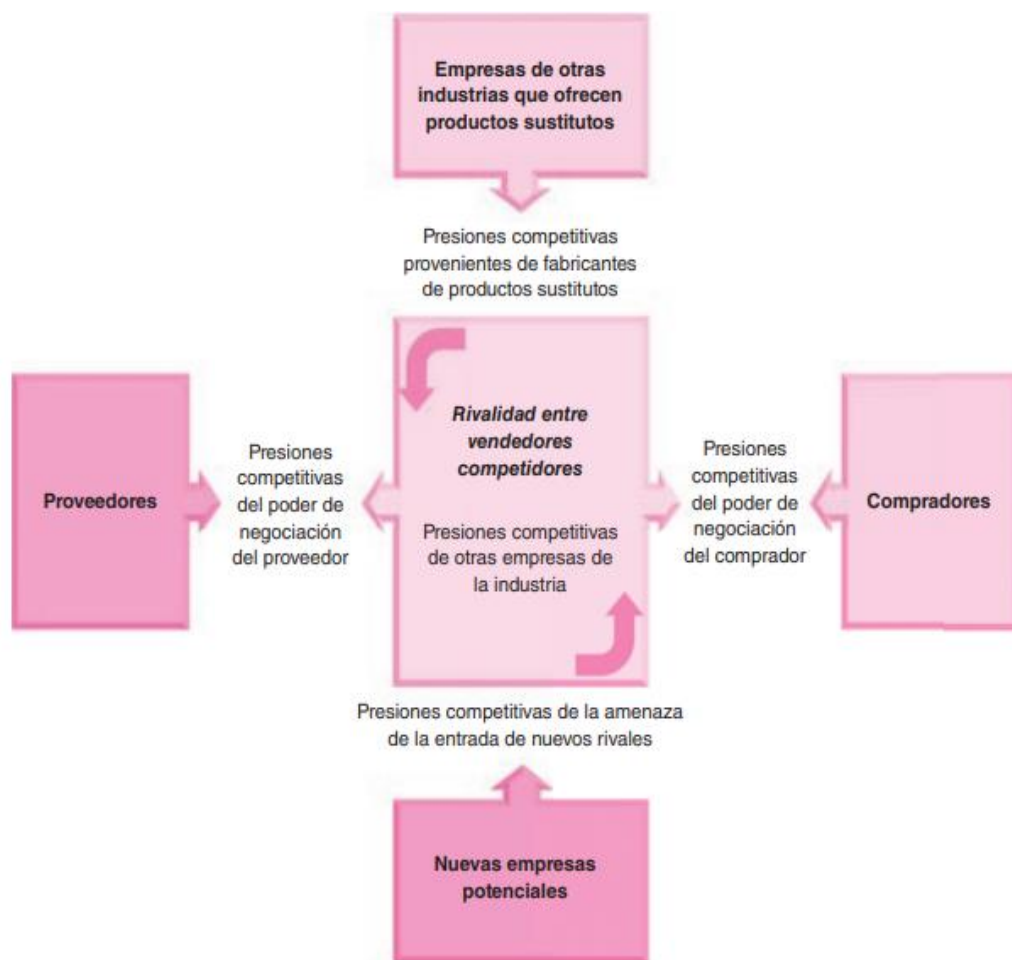 Empresas de otras
industrias que ofrecen
productos sustitutos
Presiones competitivas
provenientes de fabricantes
de productos sustitutos
Proveedores
Presiones
competitivas
del poder de
negociación
del proveedor
Rivalidad entre
vendedores
competidores
Presiones competitivas
de otras empresas de
la industria
Presiones
competitivas
del poder de
negociación
del comprador
Compradores
Presiones competitivas de la amenaza
de la entrada de nuevos rivales
Nuevas empresas
potenciales